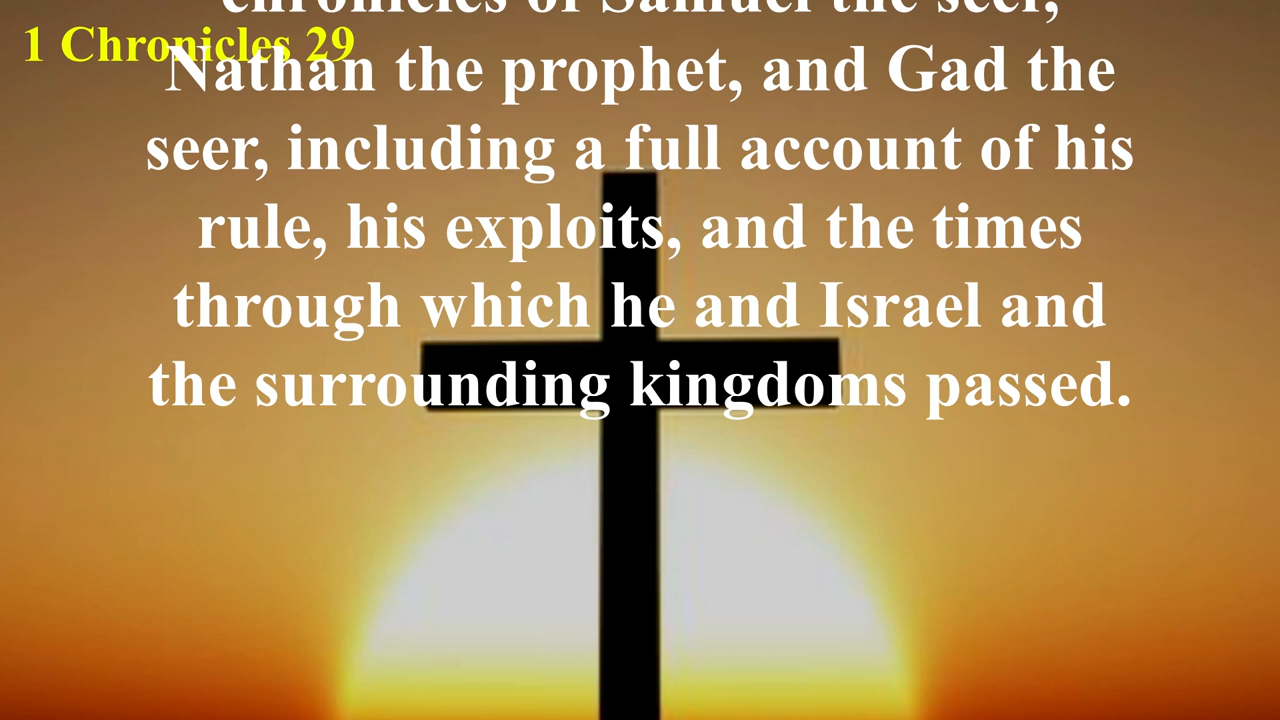 chronicles of Samuel the seer,
1 Chronicles 29
Nathan the prophet, and Gad the
seer, including a full account of his
rule, his exploits, and the times
through which he and Israel and
the surrounding kingdoms passed.